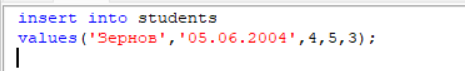 insert into students
values('Зернов','05.06.2004',4,5,3);